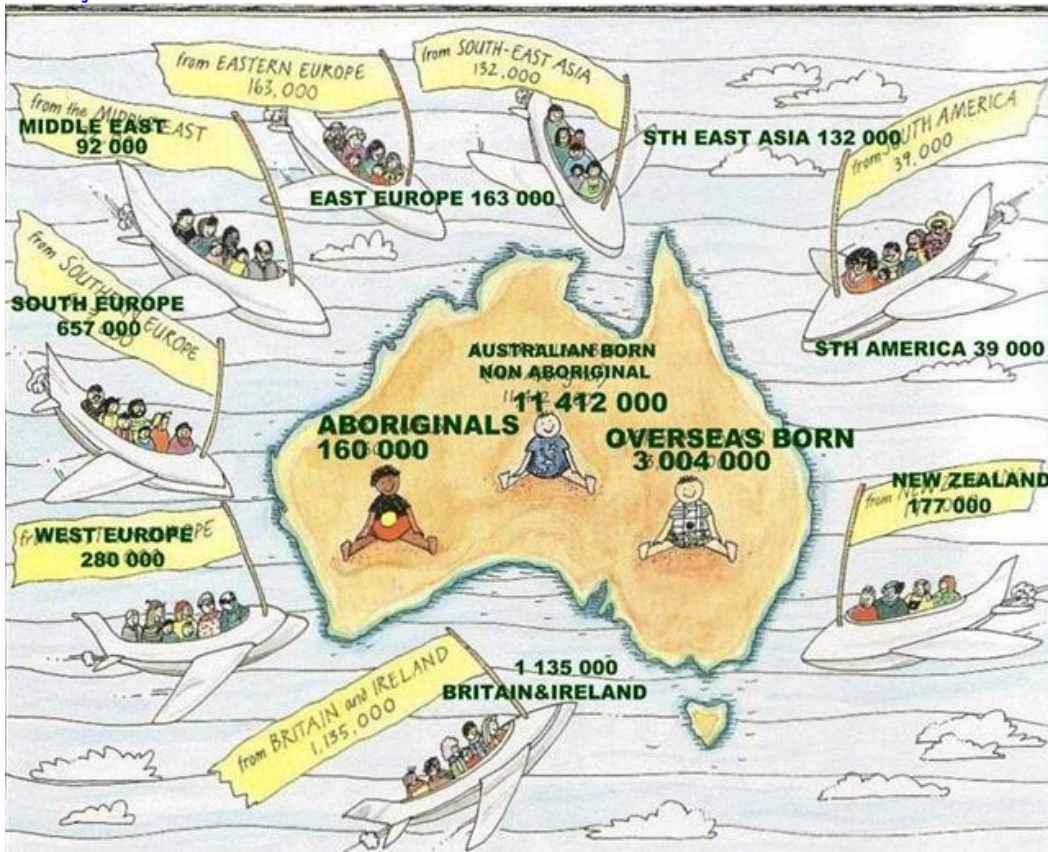 from EASTERN EUROPE
163,000
from SOUTH-EAST ASIA
132,000
from the MIDDLE EAST
MIDDLE EAST
92 000
STH EAST ASIA 132 000
from SOUTH AMERICA
39,000
EAST EUROPE 163 000
from SOUTHERN EUROPE
SOUTH EUROPE
657 000
STH AMERICA 39 000
AUSTRALIAN BORN
NON ABORIGINAL
11 412 000
ABORIGINALS
160 000
OVERSEAS BORN
3 004 000
from NEW
NEW ZEALAND
177 000
EUROPE
WEST EUROPE
280 000
from BRITAIN and IRELAND
1,135,000
1 135 000
BRITAIN&IRELAND